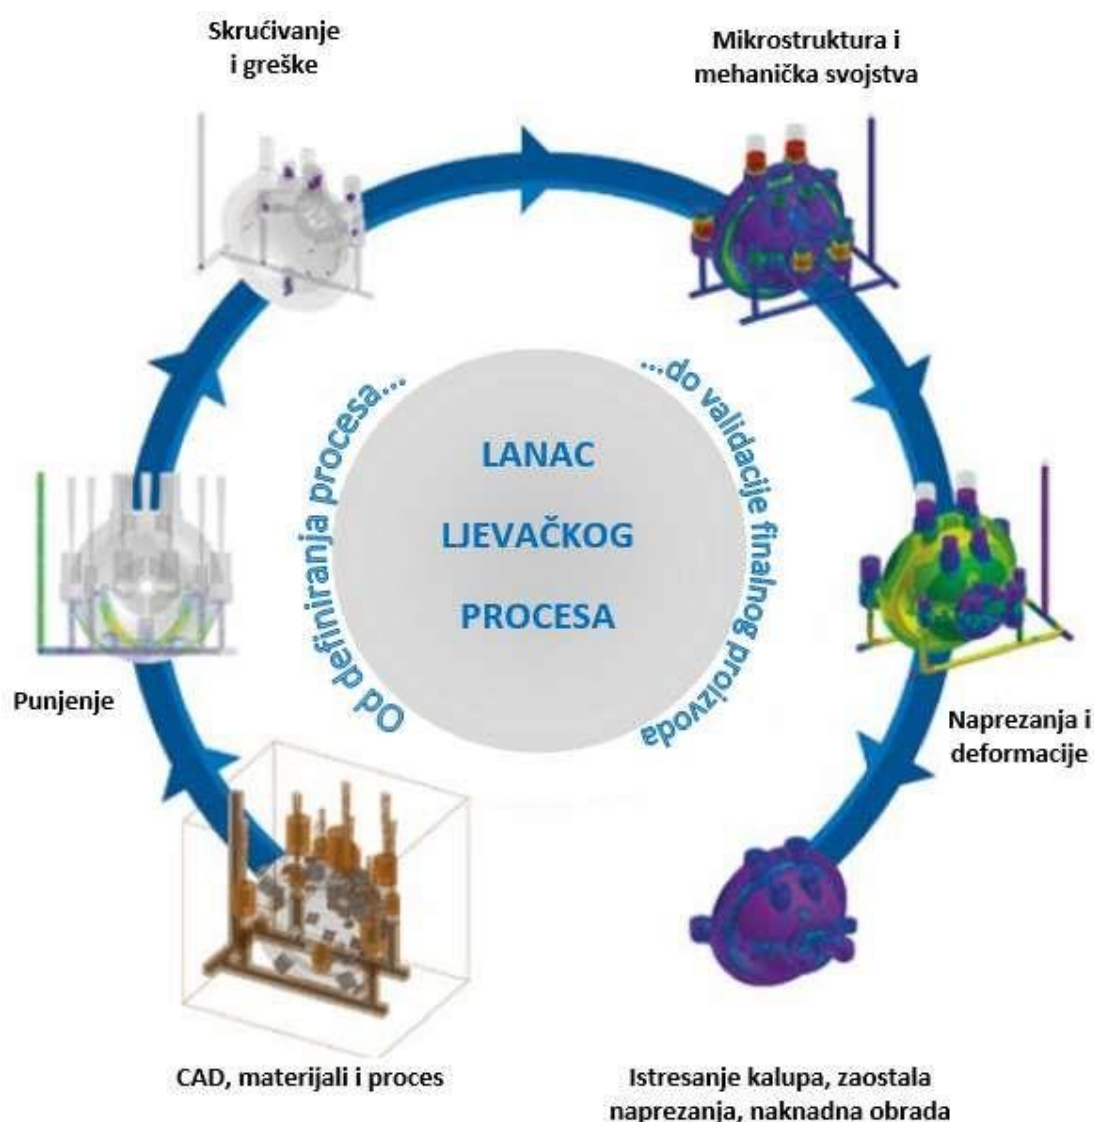 Skrućivanje
i greške
Mikrostruktura i
mehanička svojstva
Od definiranja procesa...
...do validacije finalnog proizvoda
LANAC
LJEVAČKOG
PROCESA
Punjenje
Naprezanja i
deformacije
CAD, materijali i proces
Istresanje kalupa, zaostala
naprezanja, naknadna obrada